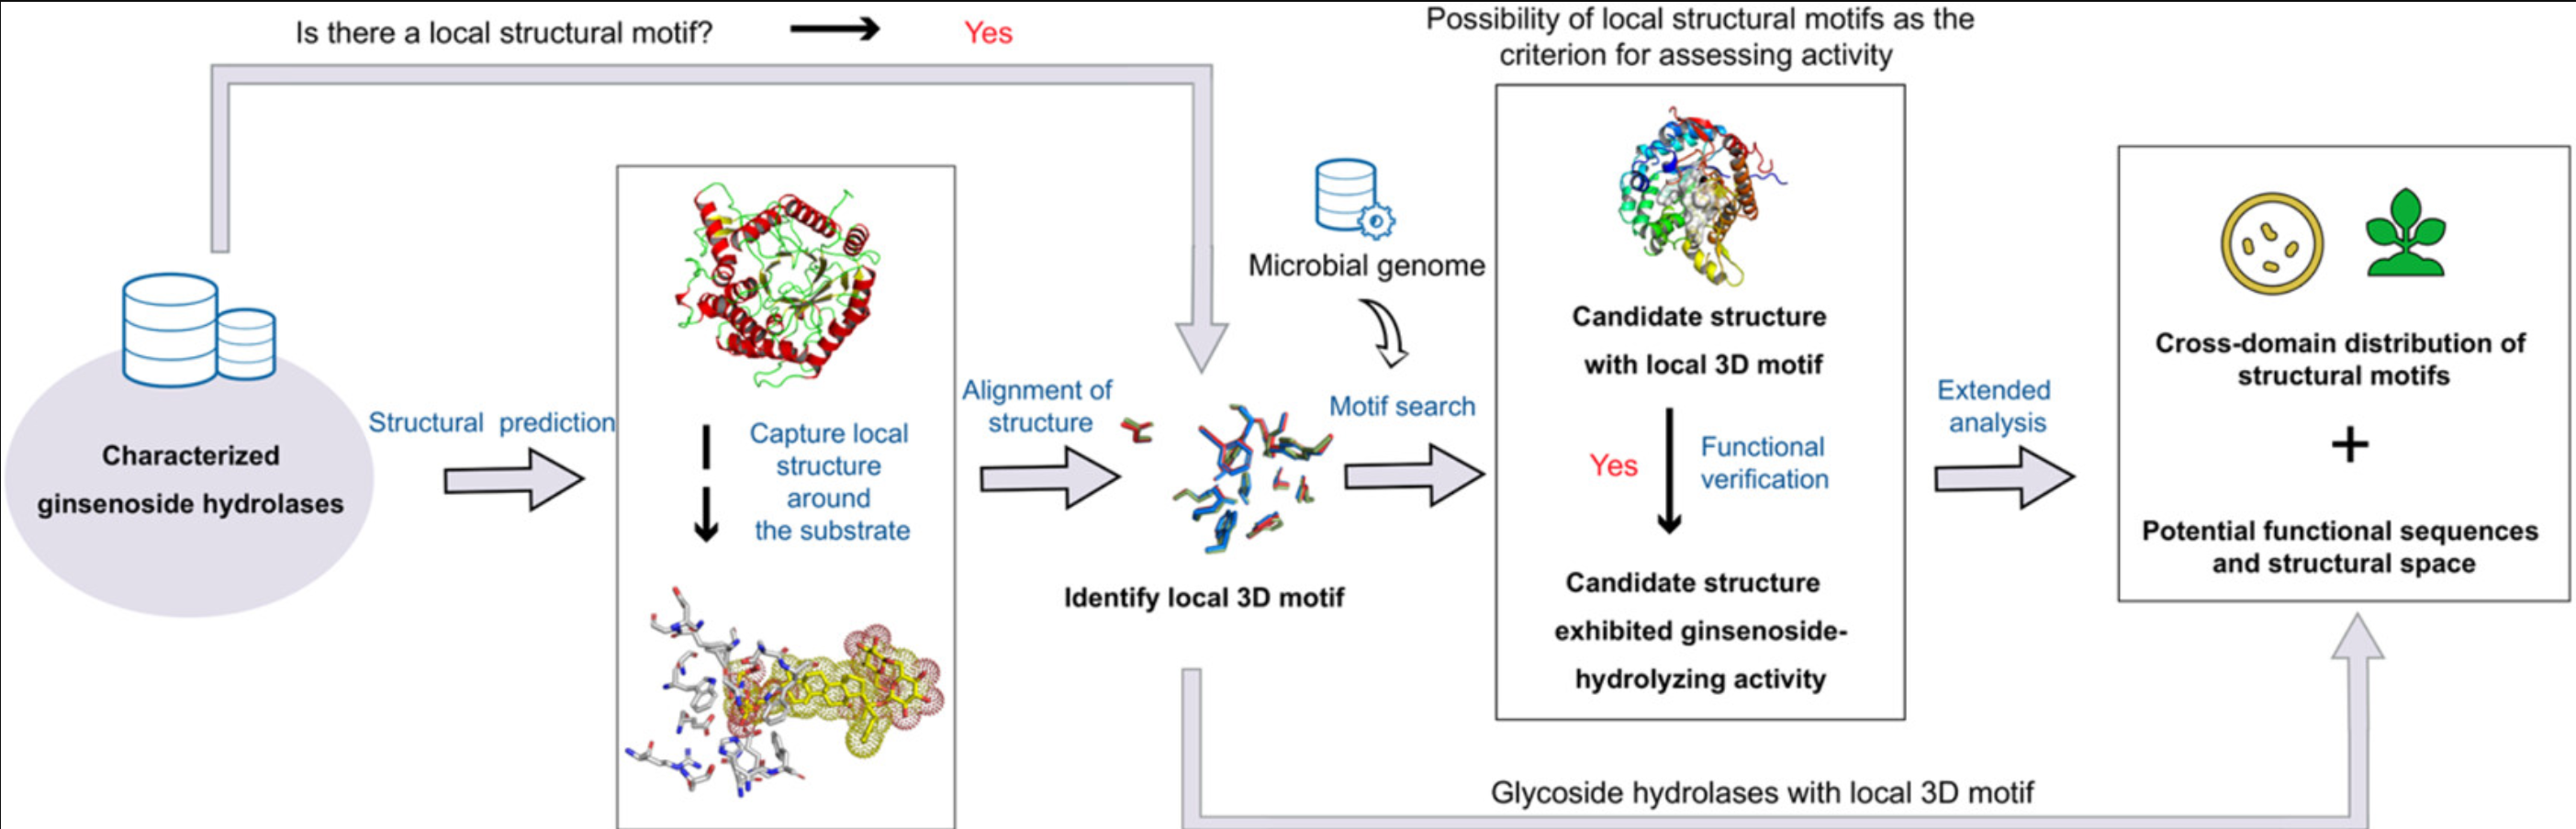 Is there a local structural motif?
Yes
Possibility of local structural motifs as the
criterion for assessing activity
Characterized
ginsenoside hydrolases
Structural prediction
Capture local
structure
around
the substrate
Alignment of
structure
Identify local 3D motif
Microbial genome
Motif search
Candidate structure
with local 3D motif
Yes
Functional
verification
Candidate structure
exhibited ginsenoside-
hydrolyzing activity
Extended
analysis
Cross-domain distribution of
structural motifs
+
Potential functional sequences
and structural space
Glycoside hydrolases with local 3D motif